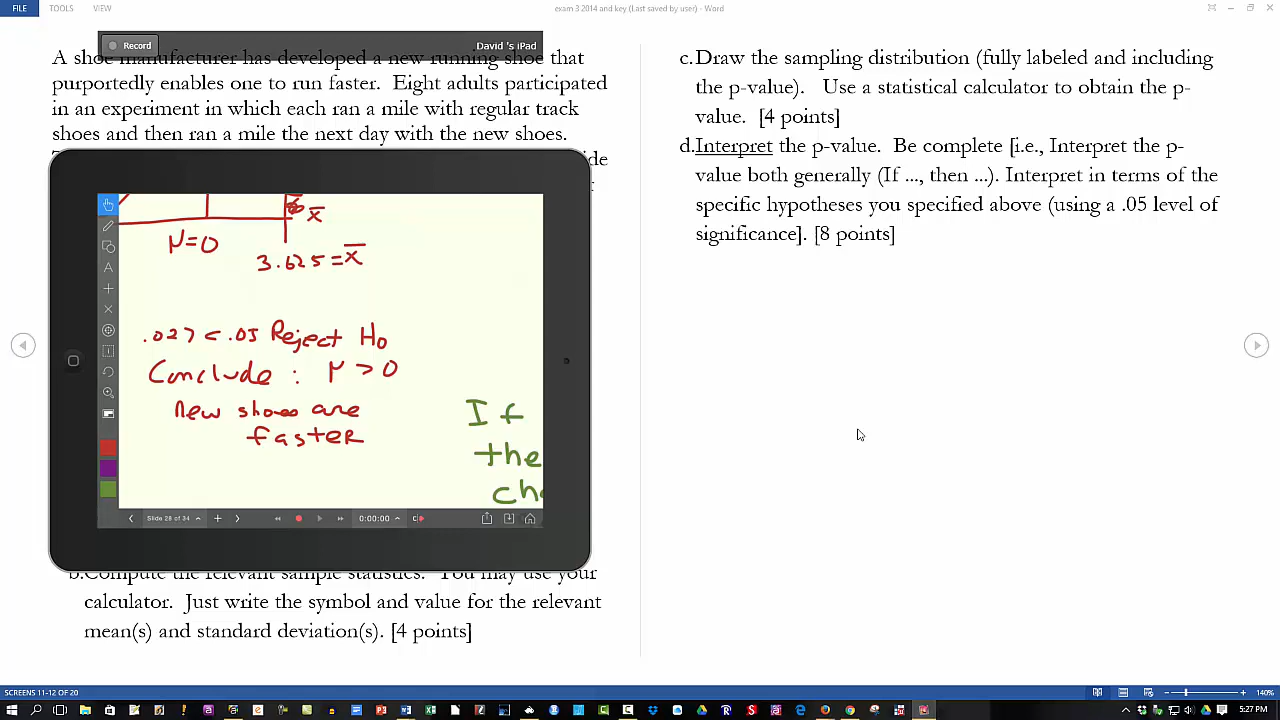 FILE
TOOLS
VIEW
exam 3 2014 and key (Last saved by user) - Word
Record
David 's iPad
A shoe manufacturer has developed a new running shoe that
purportedly enables one to run faster. Eight adults participated
in an experiment in which each ran a mile with regular track
shoes and then ran a mile the next day with the new shoes.
x̅
μ=0
3.625 = x̅
.027 < .05 Reject Ho
Conclude : μ > 0
New shoes are
faster
If
the
Slide 28 of 34
0:00:00
b.Compute the relevant sample statistics. You may use your
calculator. Just write the symbol and value for the relevant
mean(s) and standard deviation(s). [4 points]
c.Draw the sampling distribution (fully labeled and including
the p-value). Use a statistical calculator to obtain the p-
value. [4 points]
d.Interpret the p-value. Be complete [i.e., Interpret the p-
value both generally (If ..., then ...). Interpret in terms of the
specific hypotheses you specified above (using a .05 level of
significance]. [8 points]
SCREENS 11-12 OF 20
140%
5:27 PM